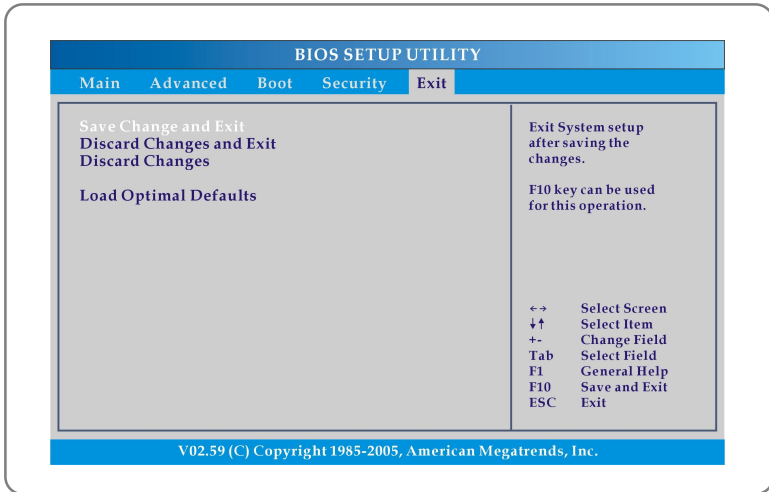 BIOS SETUP UTILITY
Main Advanced Boot Security Exit
Save Change and Exit
Discard Changes and Exit
Discard Changes
Load Optimal Defaults
Exit System setup
after saving the
changes.
F10 key can be used
for this operation.
←→ Select Screen
↓↑ Select Item
+- Change Field
Tab Select Field
F1 General Help
F10 Save and Exit
ESC Exit
V02.59 (C) Copyright 1985-2005, American Megatrends, Inc.